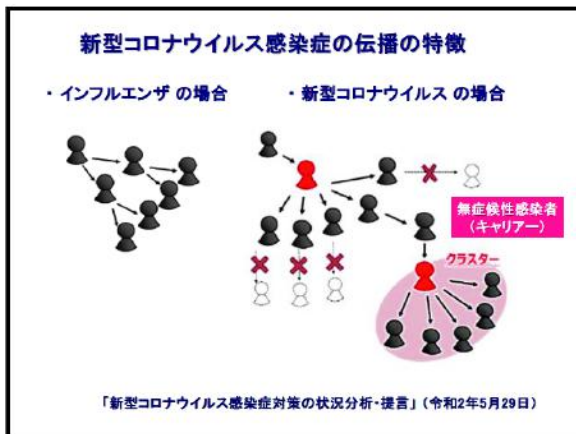 新型コロナウイルス感染症の伝播の特徴
・インフルエンザ の場合
・新型コロナウイルス の場合
無症候性感染者
(キャリアー)
クラスター
「新型コロナウイルス感染症対策の状況分析・提言」(令和2年5月29日)